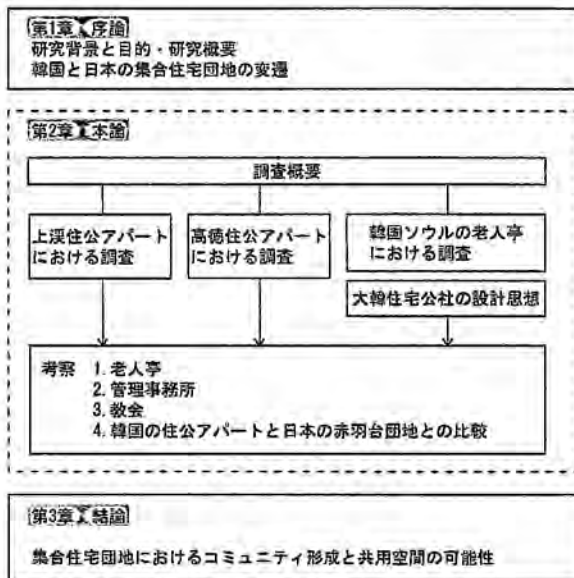 第1章 序論
研究背景と目的・研究概要
韓国と日本の集合住宅団地の変遷
第2章 本論
調査概要
上渓住公アパート
における調査
高徳住公アパート
における調査
韓国ソウルの老人亭
における調査
大韓住宅公社の設計思想
考察 1. 老人亭
2. 管理事務所
3. 教会
4. 韓国の住公アパートと日本の赤羽台団地との比較
第3章 結論
集合住宅団地におけるコミュニティ形成と共用空間の可能性